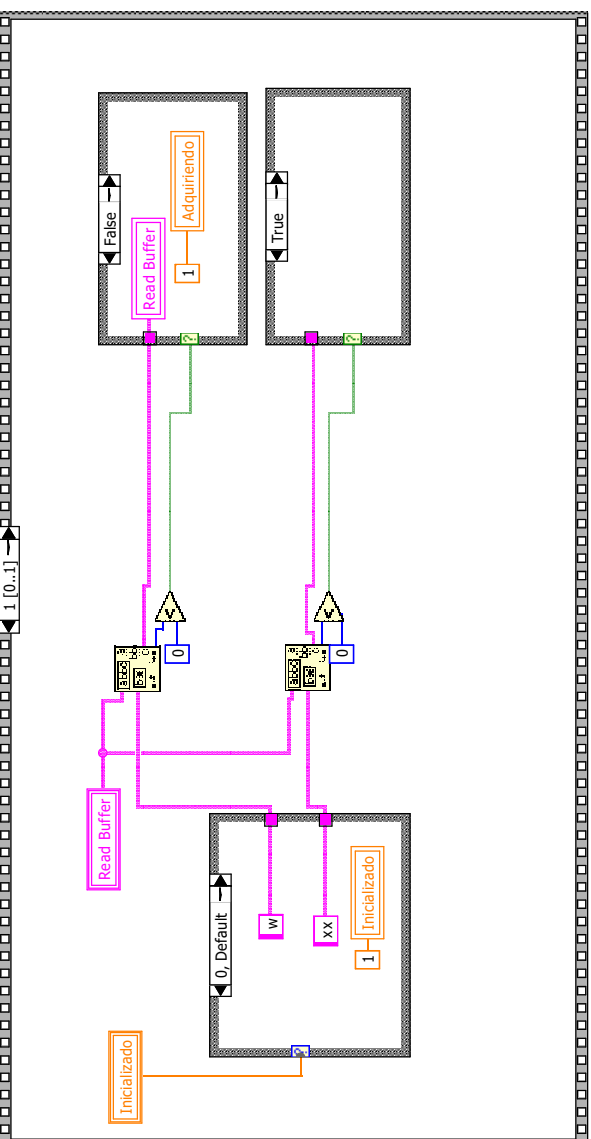 1 [0..1]
Inicializado
0, Default
w
xx
1
Inicializado
Read Buffer
0
0
False
Read Buffer
1
Adquiriendo
True